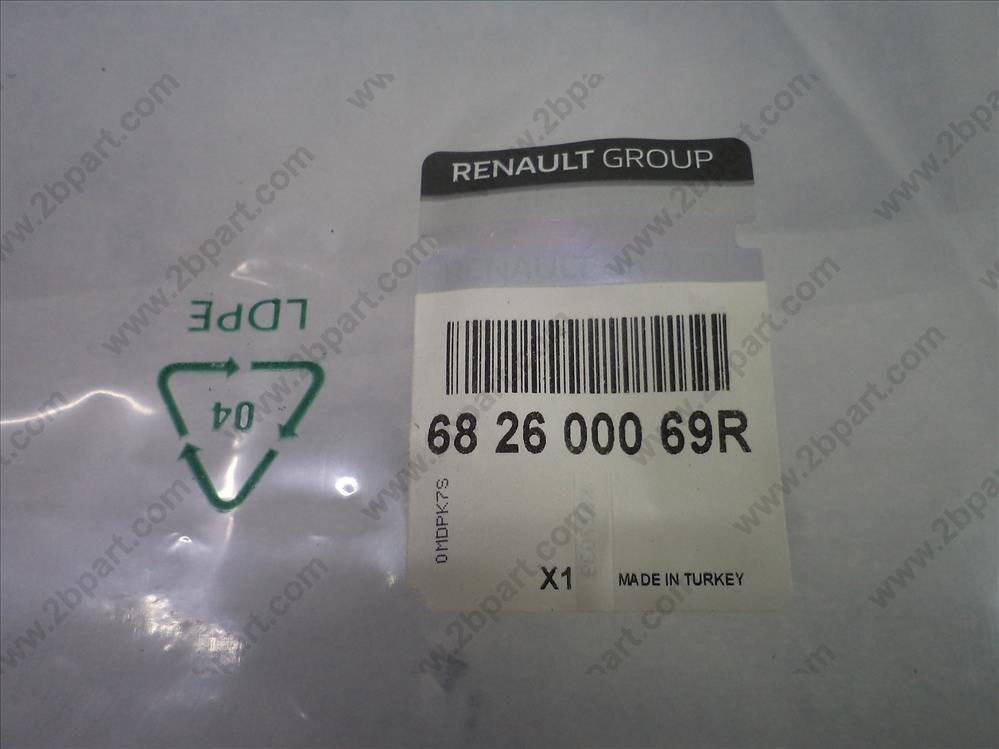 RENAULT GROUP
68 26 000 69R
0MDPK7S
X1
MADE IN TURKEY
LDPE
04
www.2bpart.com